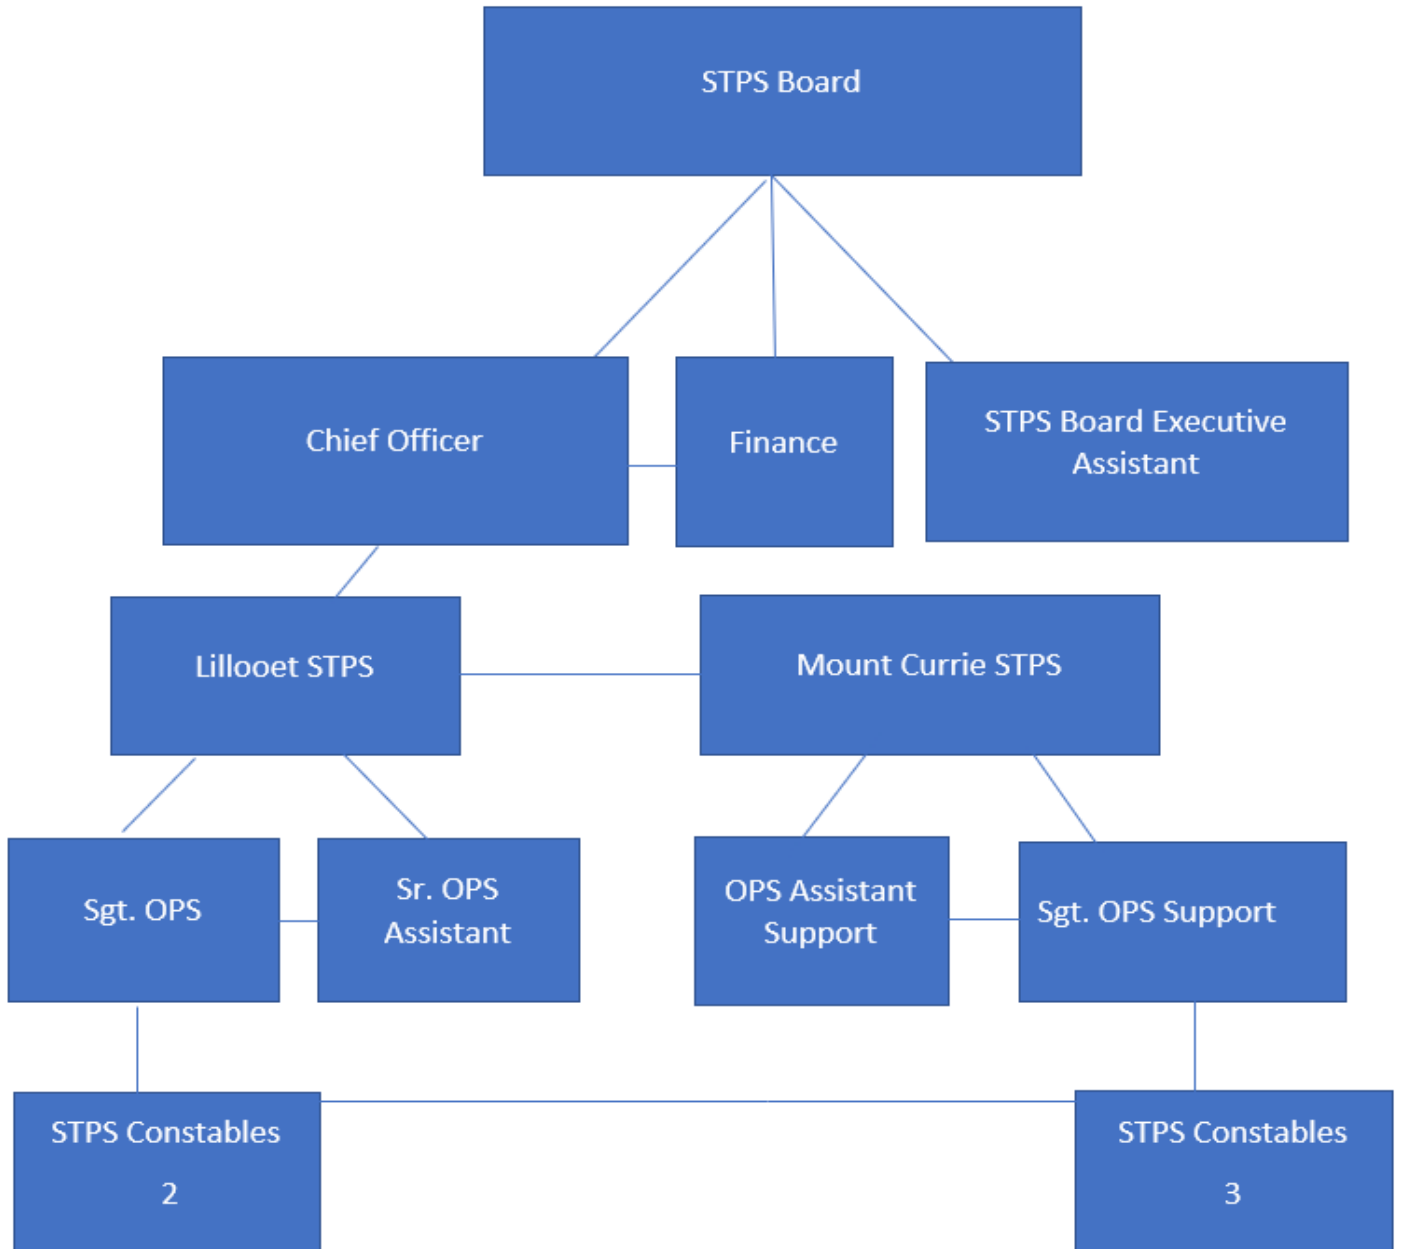 STPS Board
Chief Officer
Finance
STPS Board Executive
Assistant
Lillooet STPS
Mount Currie STPS
Sgt. OPS
Sr. OPS
Assistant
OPS Assistant
Support
Sgt. OPS Support
STPS Constables
2
STPS Constables
3